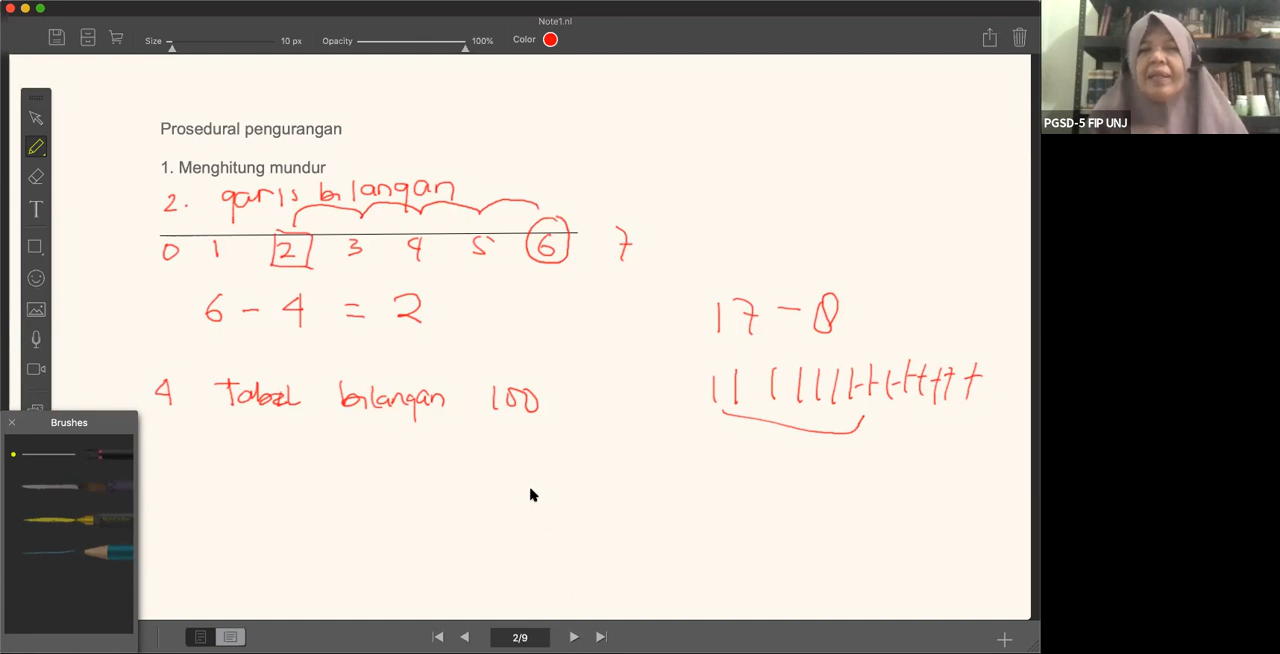 Note1.nl
Size 10 px Opacity 100% Color
Prosedural pengurangan
1. Menghitung mundur
2. garis bilangan
0 1 2 3 4 5 6 7
6 - 4 = 2
17 - 8
4 Tabel bilangan 100
Brushes
2/9
PGSD-5 FIP UNJ